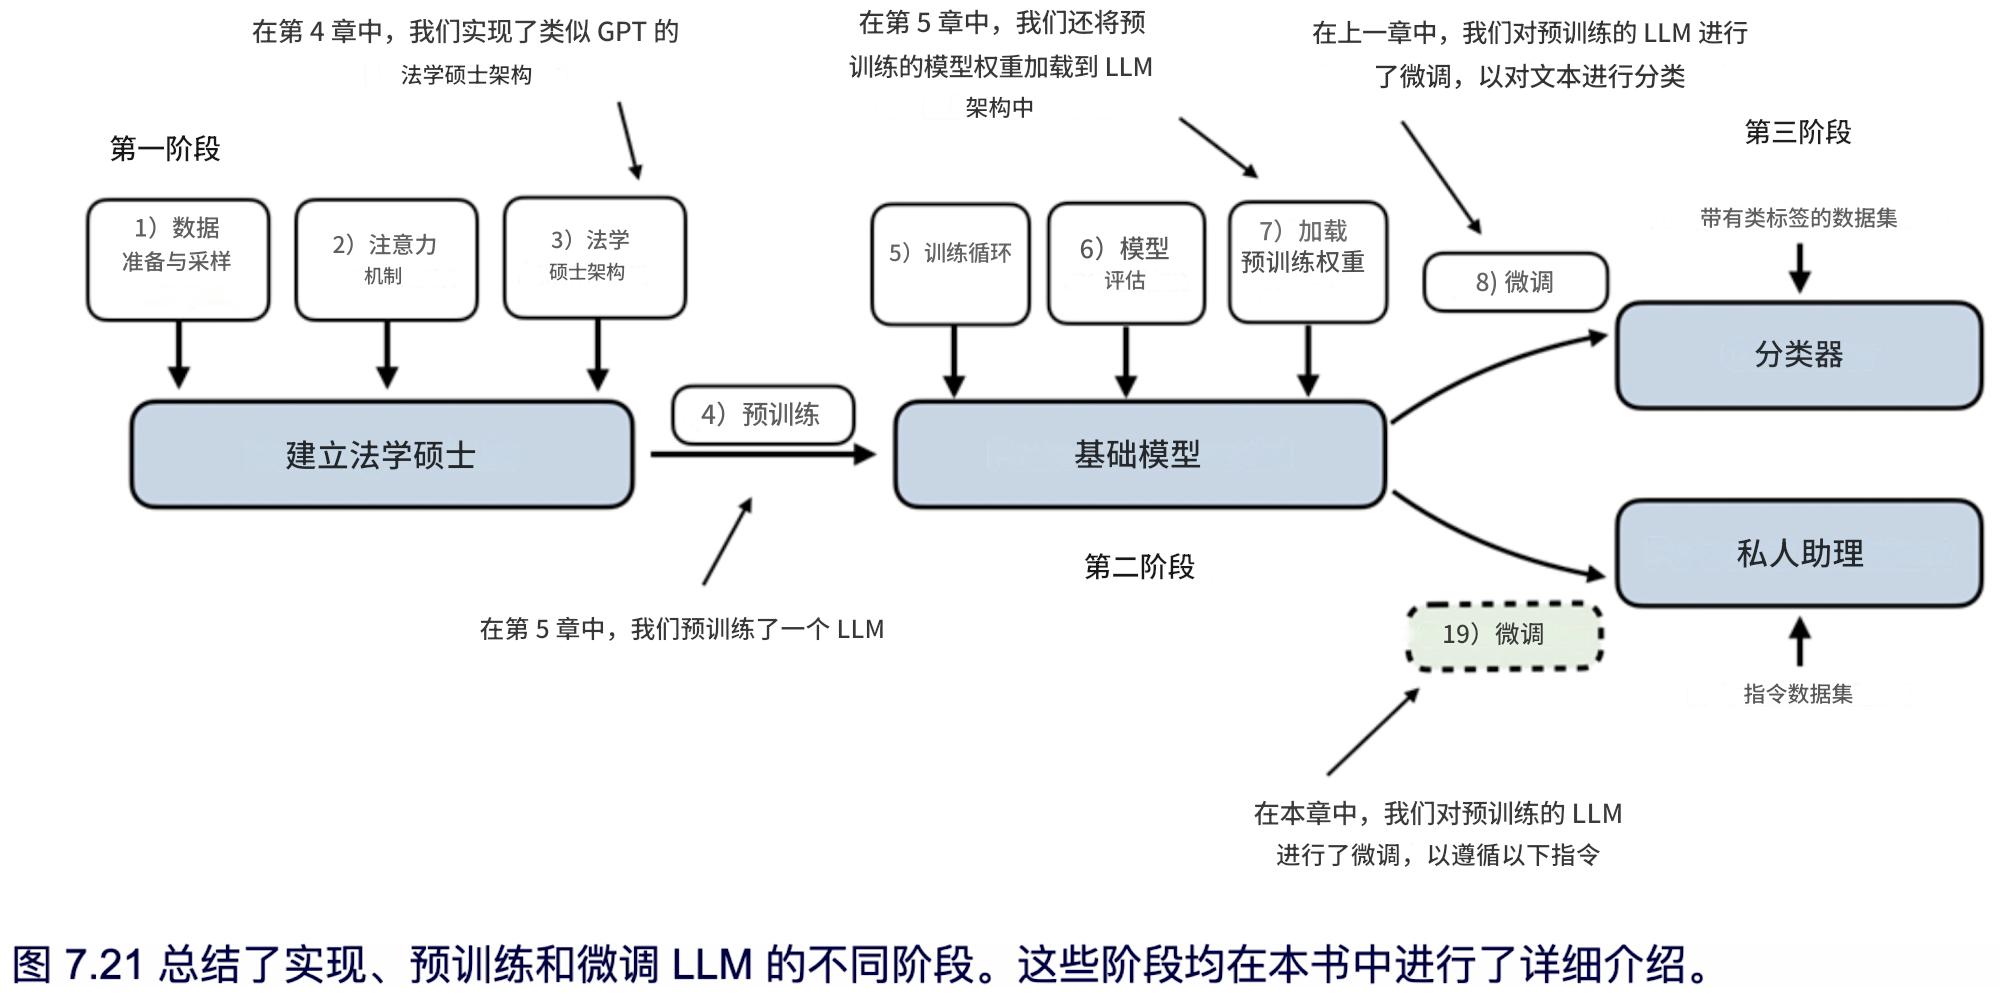 在第 4 章中，我们实现了类似 GPT 的
法学硕士架构
在第 5 章中，我们还将预
训练的模型权重加载到 LLM
架构中
在上一章中，我们对预训练的 LLM 进行
了微调，以对文本进行分类
第一阶段
第三阶段
1）数据
准备与采样
2）注意力
机制
3）法学
硕士架构
5）训练循环
6）模型
评估
7）加载
预训练权重
8) 微调
带有类标签的数据集
分类器
4）预训练
建立法学硕士
基础模型
第二阶段
私人助理
19）微调
指令数据集
在第 5 章中，我们预训练了一个 LLM
在本章中，我们对预训练的 LLM
进行了微调，以遵循以下指令
图 7.21 总结了实现、预训练和微调 LLM 的不同阶段。这些阶段均在本书中进行了详细介绍。